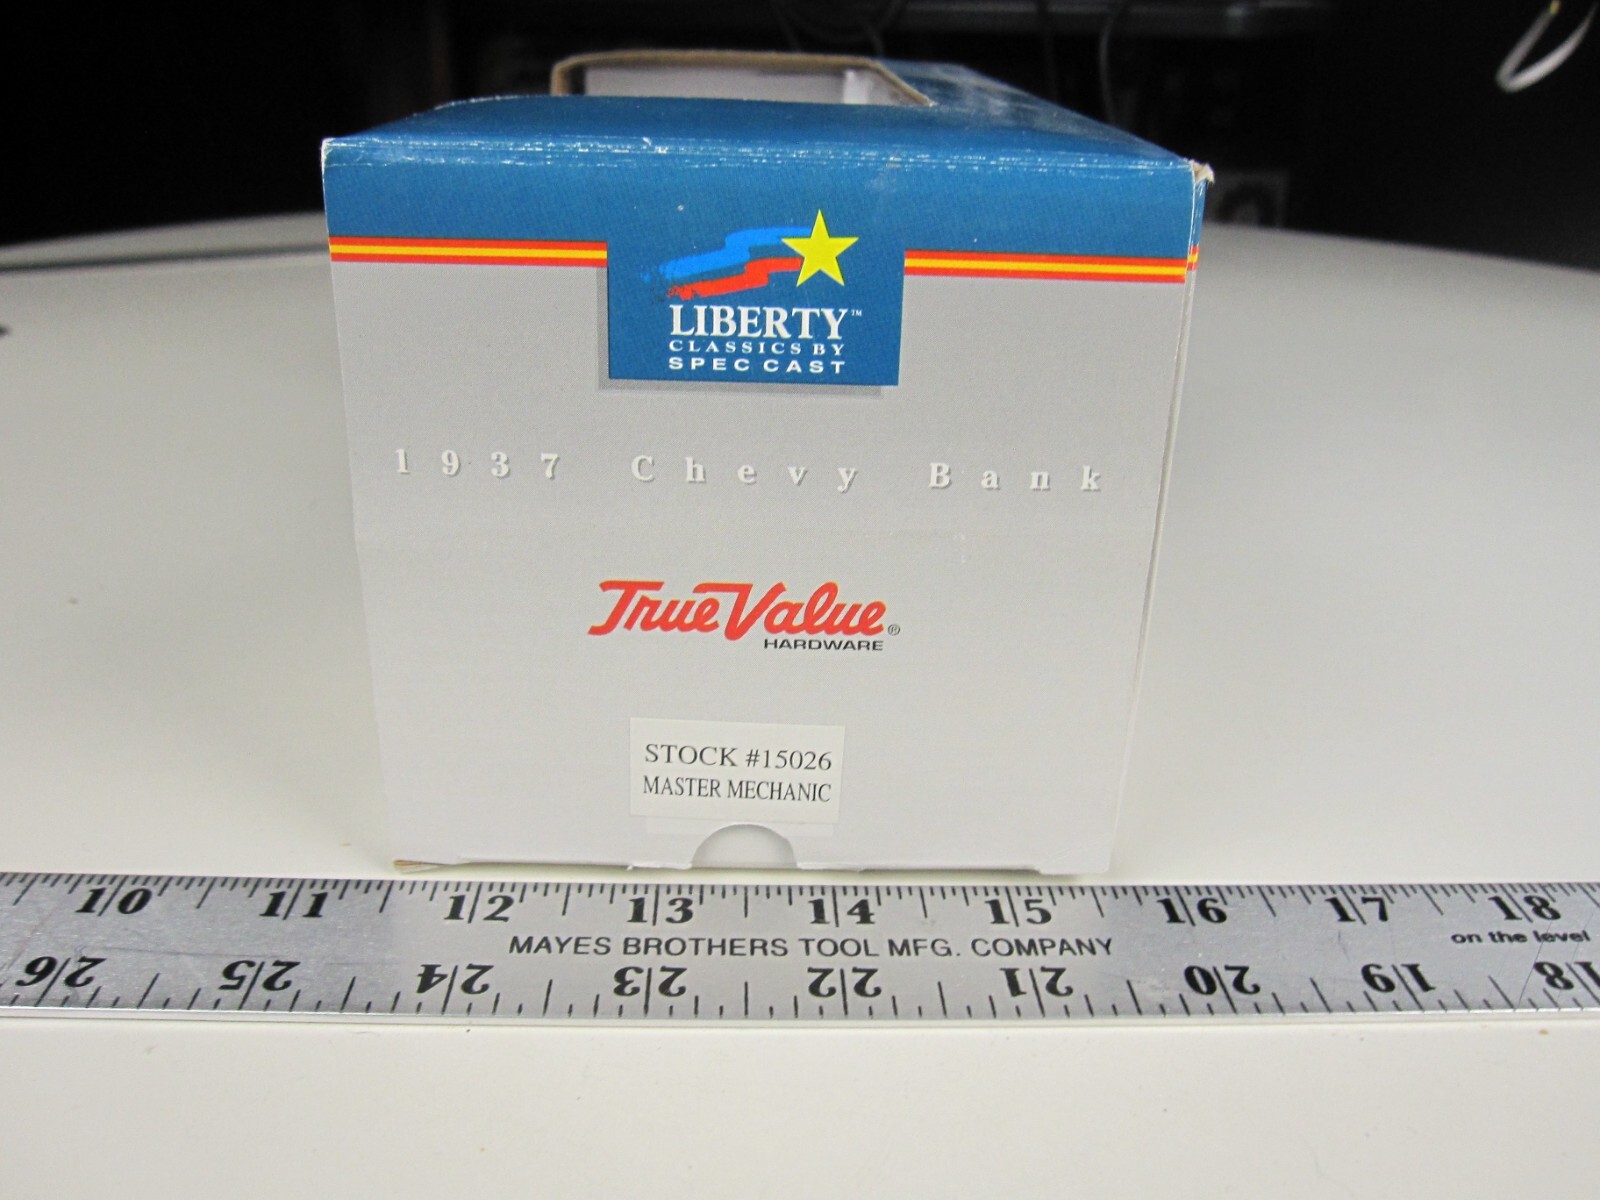 LIBERTY™
CLASSICS BY
SPEC CAST
1937 Chevy Bank
True Value®
HARDWARE
STOCK #15026
MASTER MECHANIC
10 11 12 13 14 15 16 17 18
MAYES BROTHERS TOOL MFG. COMPANY
on the level
26 25 24 23 22 21 20 19 18